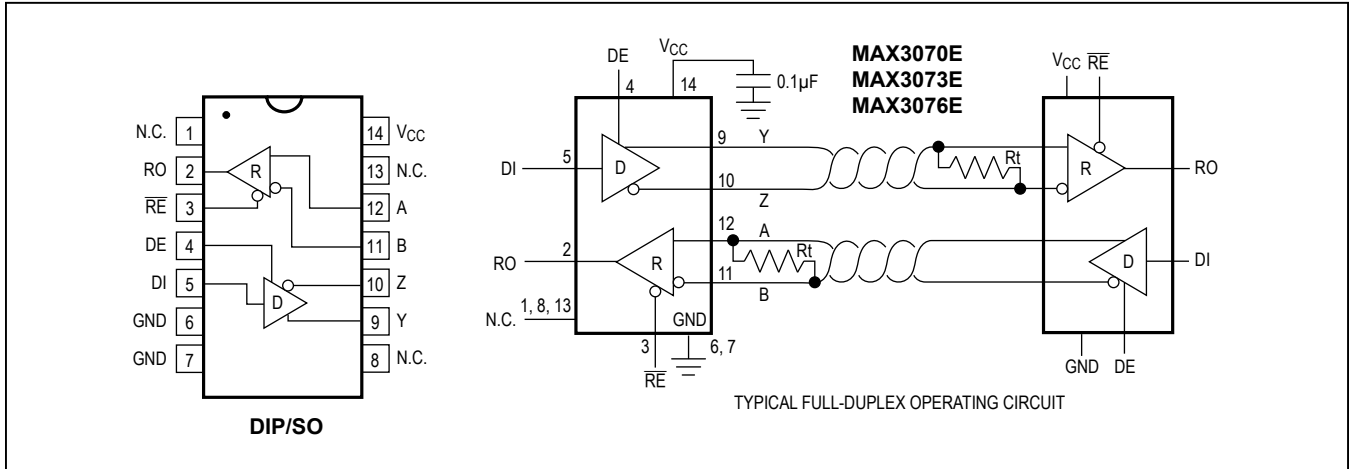 N.C. 1
RO 2
R̅E̅ 3
DE 4
DI 5
GND 6
GND 7
14 VCC
13 N.C.
12 A
11 B
10 Z
9 Y
8 N.C.
R
D
DIP/SO
DE
4
VCC
14
0.1µF
MAX3070E
MAX3073E
MAX3076E
VCC R̅E̅
DI 5
D
9 Y
10
Z
Rt
R
RO
RO 2
R
12 A
Rt
11
B
D
DI
N.C. 1, 8, 13
GND
3
6, 7
R̅E̅
GND DE
TYPICAL FULL-DUPLEX OPERATING CIRCUIT